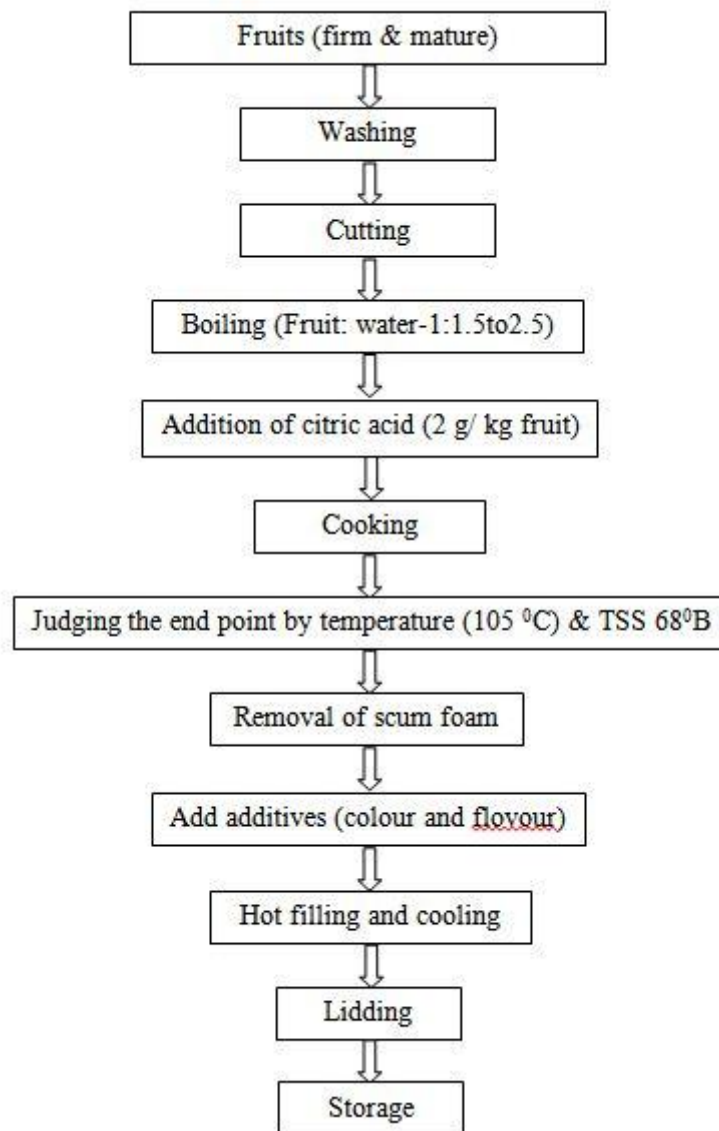 Fruits (firm & mature)
Washing
Cutting
Boiling (Fruit: water-1:1.5to2.5)
Addition of citric acid (2 g/ kg fruit)
Cooking
Judging the end point by temperature (105 ⁰C) & TSS 68⁰B
Removal of scum foam
Add additives (colour and flovour)
Hot filling and cooling
Lidding
Storage